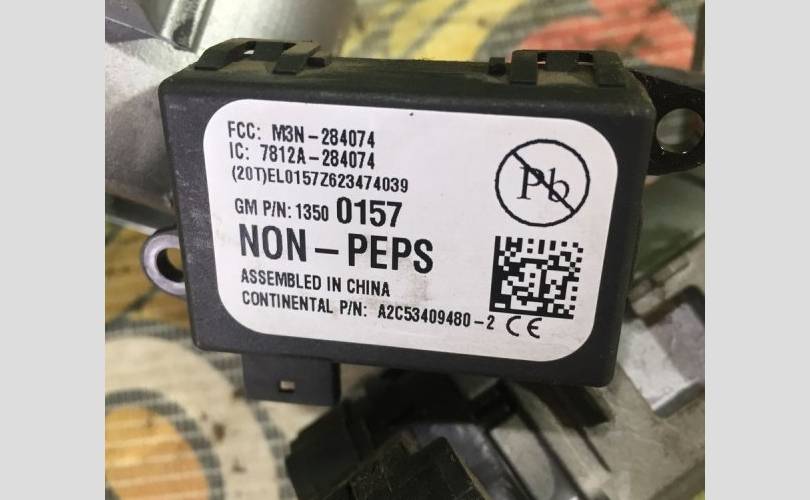 FCC: M3N-284074
IC: 7812A-284074
(20T)EL0157Z623474039
Pb
GM P/N: 1350 0157
NON-PEPS
ASSEMBLED IN CHINA
CONTINENTAL P/N: A2C53409480-2 CE